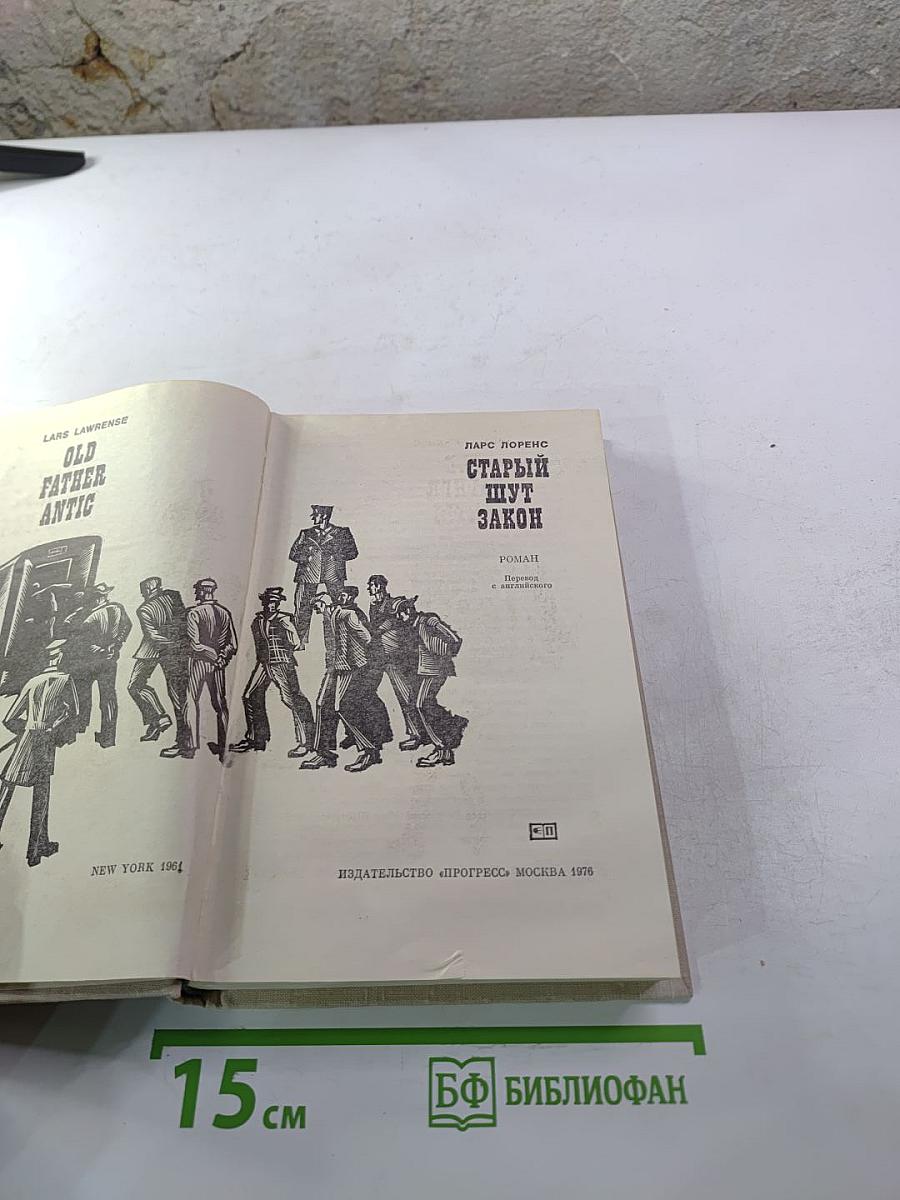 LARS LAWRENSE
OLD
FATHER
ANTIC
NEW YORK 1961
ЛАРС ЛОРЕНС
СТАРЫЙ
ШУТ
ЗАКОН
РОМАН
Перевод
с английского
ИЗДАТЕЛЬСТВО «ПРОГРЕСС» МОСКВА 1976
15 см
БФ БИБЛИОФАН